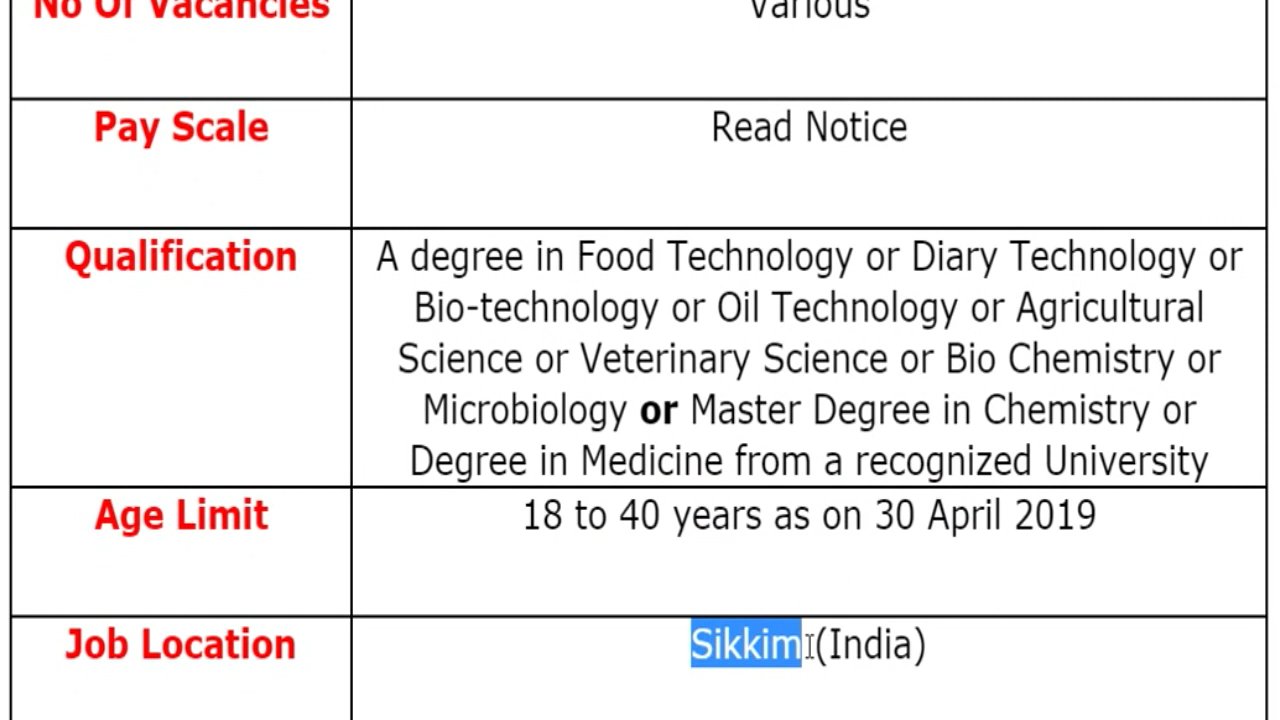 No Of Vacancies
Various
Pay Scale
Read Notice
Qualification
A degree in Food Technology or Diary Technology or
Bio-technology or Oil Technology or Agricultural
Science or Veterinary Science or Bio Chemistry or
Microbiology or Master Degree in Chemistry or
Degree in Medicine from a recognized University
Age Limit
18 to 40 years as on 30 April 2019
Job Location
Sikkim (India)